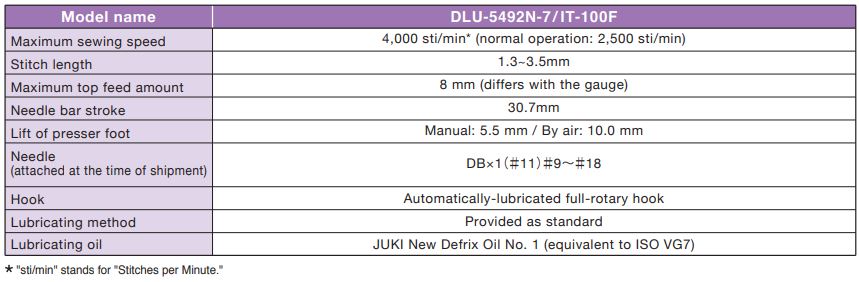 Model name DLU-5492N-7/IT-100F
Maximum sewing speed 4,000 sti/min* (normal operation: 2,500 sti/min)
Stitch length 1.3~3.5mm
Maximum top feed amount 8 mm (differs with the gauge)
Needle bar stroke 30.7mm
Lift of presser foot Manual: 5.5 mm / By air: 10.0 mm
Needle
(attached at the time of shipment) DB×1(♯11)♯9～♯18
Hook Automatically-lubricated full-rotary hook
Lubricating method Provided as standard
Lubricating oil JUKI New Defrix Oil No. 1 (equivalent to ISO VG7)
* "sti/min" stands for "Stitches per Minute."